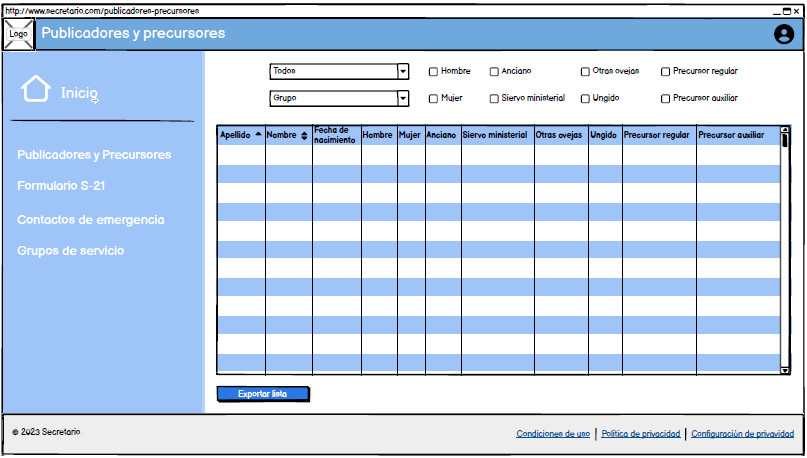 http://www.secretario.com/publicadores-precursores
Logo
Publicadores y precursores
Inicio
Publicadores y Precursores
Formulario S-21
Contactos de emergencia
Grupos de servicio
Todos
Hombre
Anciano
Otras ovejas
Precursor regular
Grupo
Mujer
Siervo ministerial
Ungido
Precursor auxiliar
Apellido Nombre Fecha de nacimiento Hombre Mujer Anciano Siervo ministerial Otras ovejas Ungido Precursor regular Precursor auxiliar
Exportar lista
© 2023 Secretario
Condiciones de uso | Política de privacidad | Configuración de privavidad